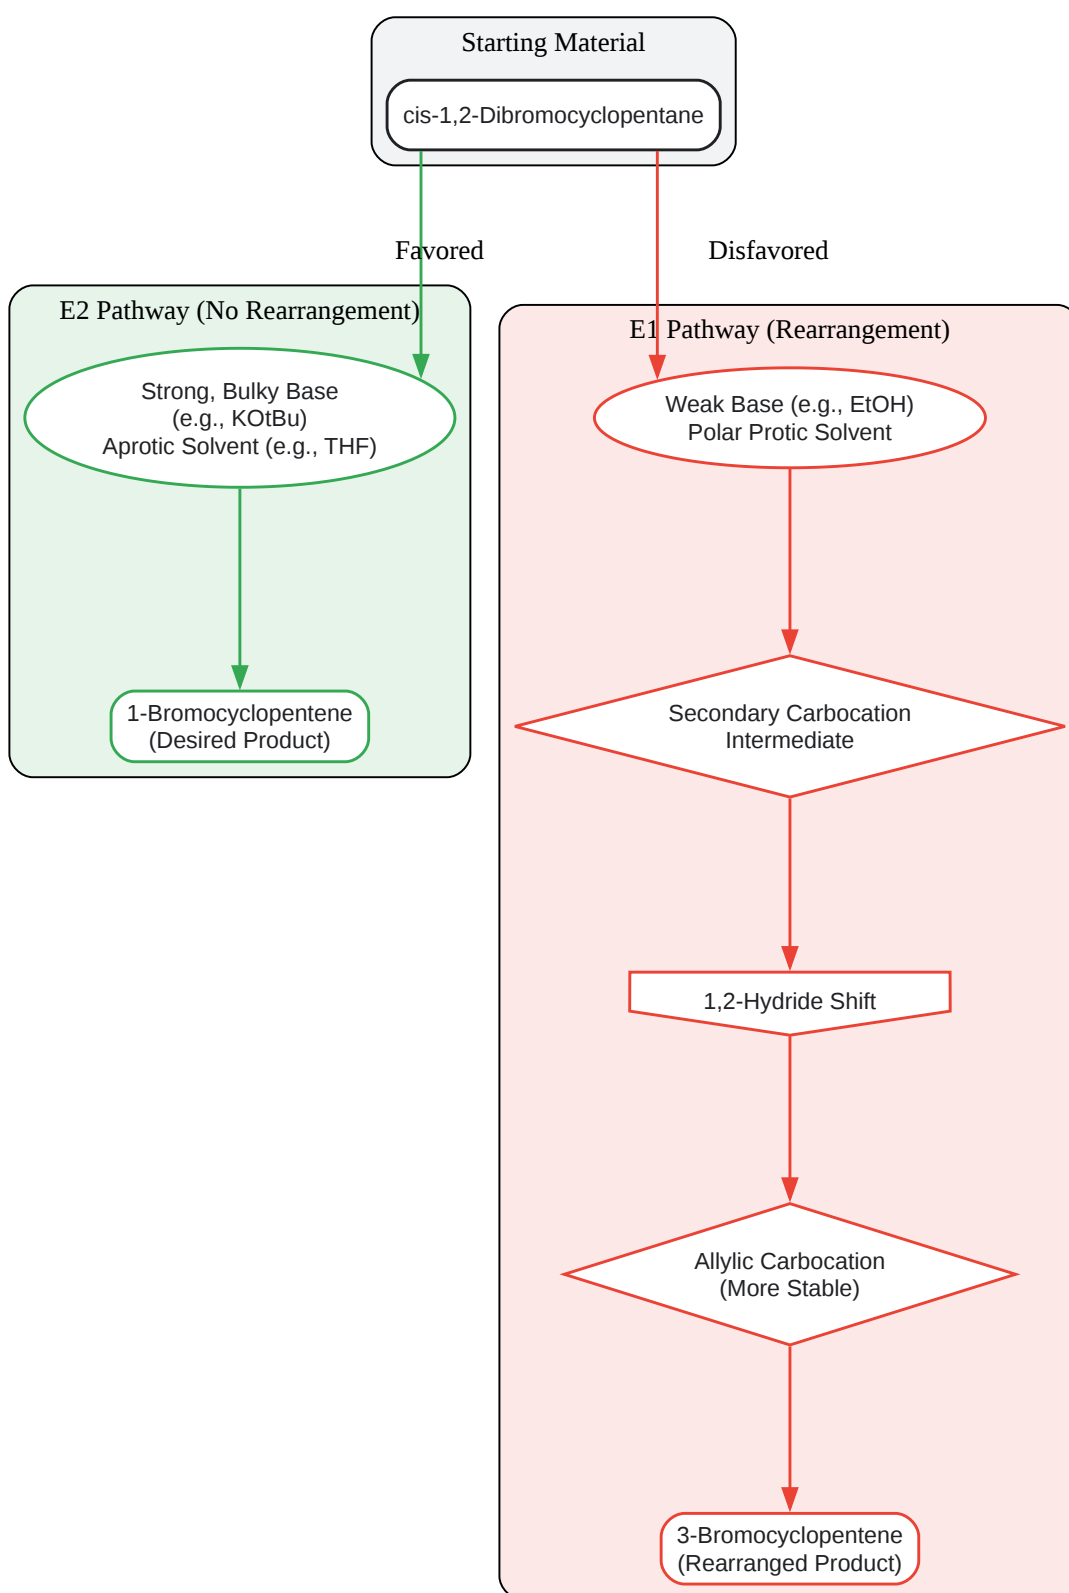 Starting Material
cis-1,2-Dibromocyclopentane
Favored
Disfavored
E2 Pathway (No Rearrangement)
Strong, Bulky Base
(e.g., KOtBu)
Aprotic Solvent (e.g., THF)
1-Bromocyclopentene
(Desired Product)
E1 Pathway (Rearrangement)
Weak Base (e.g., EtOH)
Polar Protic Solvent
Secondary Carbocation
Intermediate
1,2-Hydride Shift
Allylic Carbocation
(More Stable)
3-Bromocyclopentene
(Rearranged Product)